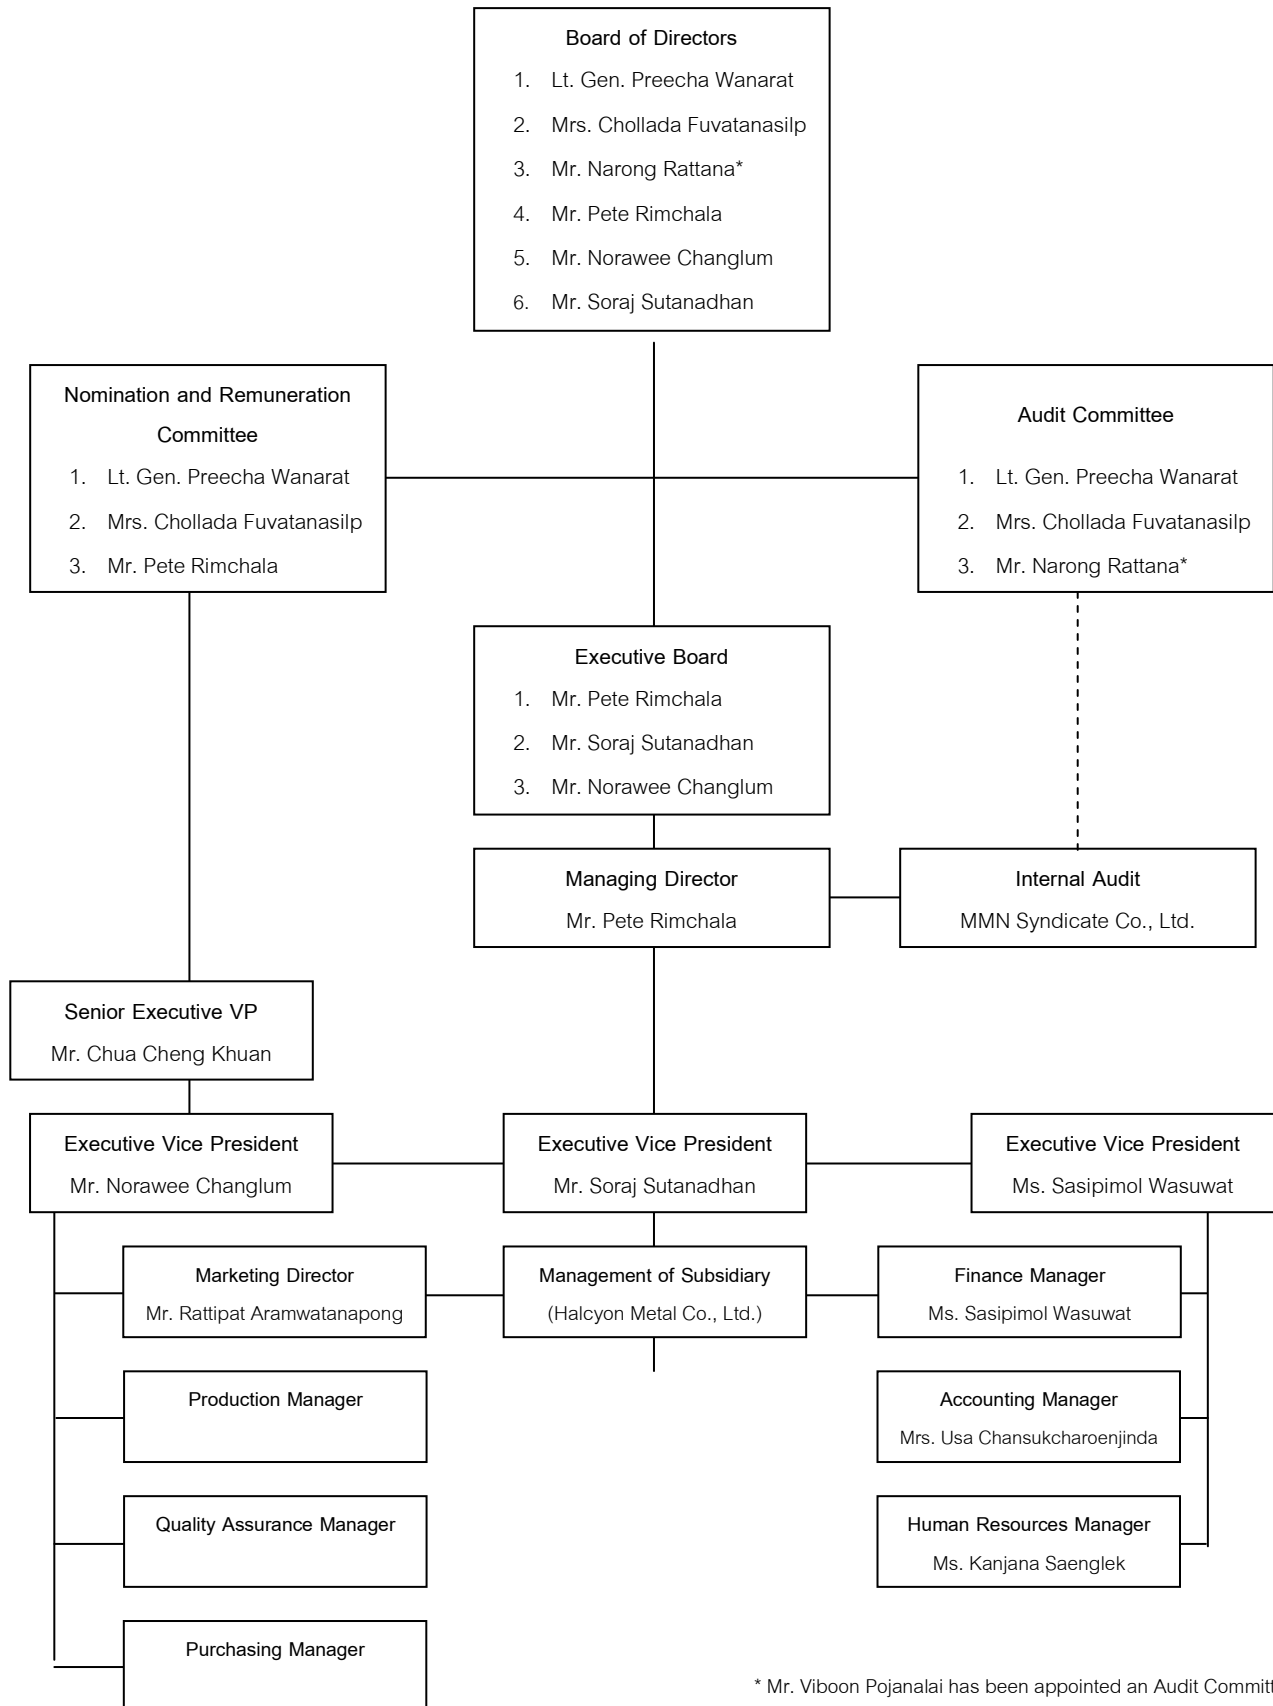 Board of Directors
1. Lt. Gen. Preecha Wanarat
2. Mrs. Chollada Fuvatanasilp
3. Mr. Narong Rattana*
4. Mr. Pete Rimchala
5. Mr. Norawee Changlum
6. Mr. Soraj Sutanadhan
Nomination and Remuneration
Committee
1. Lt. Gen. Preecha Wanarat
2. Mrs. Chollada Fuvatanasilp
3. Mr. Pete Rimchala
Audit Committee
1. Lt. Gen. Preecha Wanarat
2. Mrs. Chollada Fuvatanasilp
3. Mr. Narong Rattana*
Executive Board
1. Mr. Pete Rimchala
2. Mr. Soraj Sutanadhan
3. Mr. Norawee Changlum
Managing Director
Mr. Pete Rimchala
Internal Audit
MMN Syndicate Co., Ltd.
Senior Executive VP
Mr. Chua Cheng Khuan
Executive Vice President
Mr. Norawee Changlum
Executive Vice President
Mr. Soraj Sutanadhan
Executive Vice President
Ms. Sasipimol Wasuwat
Marketing Director
Mr. Rattipat Aramwatanapong
Management of Subsidiary
(Halcyon Metal Co., Ltd.)
Finance Manager
Ms. Sasipimol Wasuwat
Production Manager
Accounting Manager
Mrs. Usa Chansukcharoenjinda
Quality Assurance Manager
Human Resources Manager
Ms. Kanjana Saenglek
Purchasing Manager
* Mr. Viboon Pojanalai has been appointed an Audit